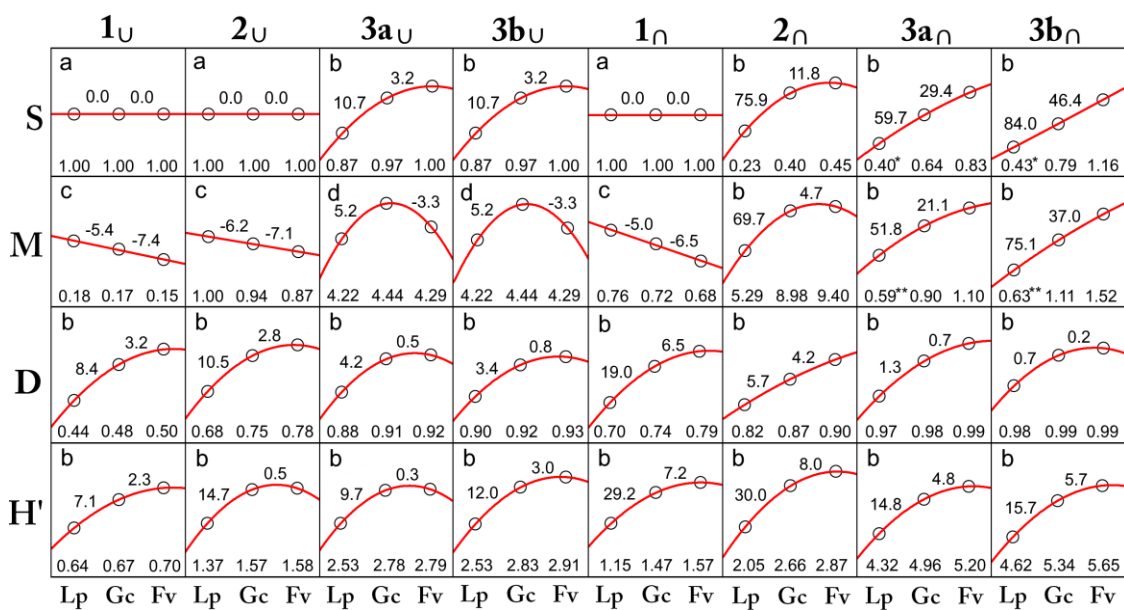 1∪ 2∪ 3a∪ 3b∪ 1∩ 2∩ 3a∩ 3b∩
a a b b a b b b
0.0 0.0 0.0 0.0 10.7 3.2 10.7 3.2 0.0 0.0 75.9 11.8 59.7 29.4 84.0 46.4
S
1.00 1.00 1.00 1.00 1.00 1.00 0.87 0.97 1.00 0.87 0.97 1.00 1.00 1.00 1.00 0.23 0.40 0.45 0.40* 0.64 0.83 0.43* 0.79 1.16
c c d d c b b b
-5.4 -7.4 -6.2 -7.1 5.2 -3.3 5.2 -3.3 -5.0 -6.5 69.7 4.7 51.8 21.1 75.1 37.0
M
0.18 0.17 0.15 1.00 0.94 0.87 4.22 4.44 4.29 4.22 4.44 4.29 0.76 0.72 0.68 5.29 8.98 9.40 0.59** 0.90 1.10 0.63** 1.11 1.52
b b b b b b b b
8.4 3.2 10.5 2.8 4.2 0.5 3.4 0.8 19.0 6.5 5.7 4.2 1.3 0.7 0.7 0.2
D
0.44 0.48 0.50 0.68 0.75 0.78 0.88 0.91 0.92 0.90 0.92 0.93 0.70 0.74 0.79 0.82 0.87 0.90 0.97 0.98 0.99 0.98 0.99 0.99
b b b b b b b b
7.1 2.3 14.7 0.5 9.7 0.3 12.0 3.0 29.2 7.2 30.0 8.0 14.8 4.8 15.7 5.7
H'
0.64 0.67 0.70 1.37 1.57 1.58 2.53 2.78 2.79 2.53 2.83 2.91 1.15 1.47 1.57 2.05 2.66 2.87 4.32 4.96 5.20 4.62 5.34 5.65
Lp Gc Fv Lp Gc Fv Lp Gc Fv Lp Gc Fv Lp Gc Fv Lp Gc Fv Lp Gc Fv Lp Gc Fv